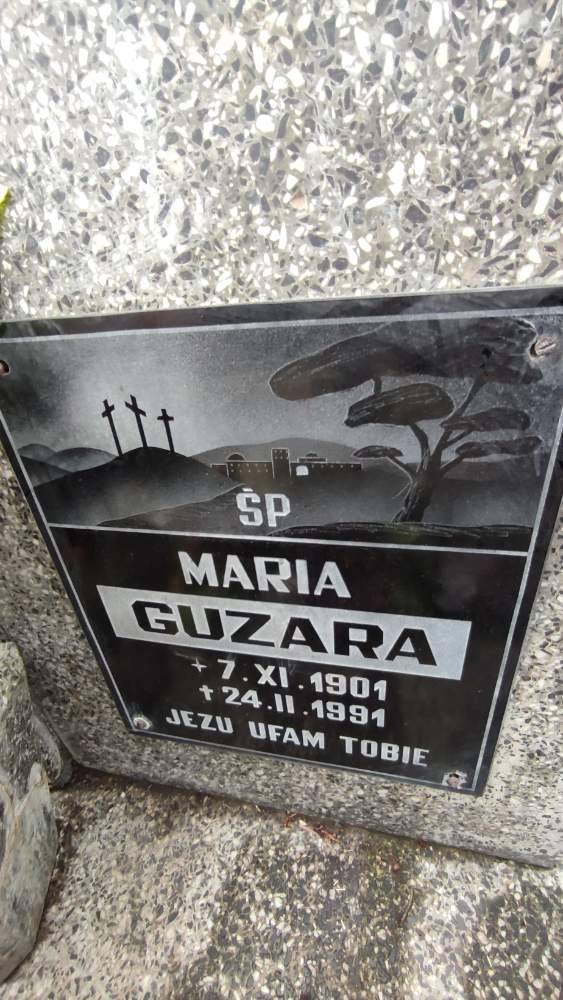 ŚP
MARIA
GUZARA
+ 7.XI.1901
† 24.II.1991
JEZU UFAM TOBIE